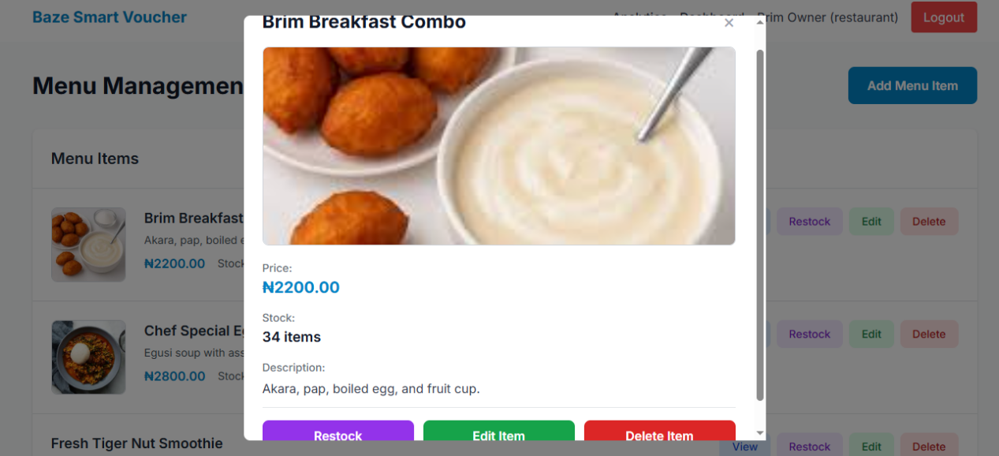 Baze Smart Voucher
Analytics Dashboard Brim Owner (restaurant) Logout
Menu Managemen
Add Menu Item
Menu Items
Brim Breakfast
Akara, pap, boiled e
₦2200.00 Stock
Restock Edit Delete
Chef Special Eg
Egusi soup with ass
₦2800.00 Stock
Restock Edit Delete
Fresh Tiger Nut Smoothie
View Restock Edit Delete
Brim Breakfast Combo ×
Price:
₦2200.00
Stock:
34 items
Description:
Akara, pap, boiled egg, and fruit cup.
Restock Edit Item Delete Item